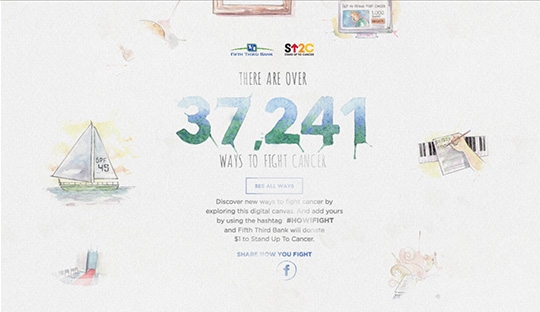 FIFTH THIRD BANK
SU2C
STAND UP TO CANCER
THERE ARE OVER
37,241
WAYS TO FIGHT CANCER
SPF
45
SEE ALL WAYS
Discover new ways to fight cancer by
exploring this digital canvas. And add yours
by using the hashtag #HOWIFIGHT
and Fifth Third Bank will donate
$1 to Stand Up To Cancer.
SHARE HOW YOU FIGHT
f